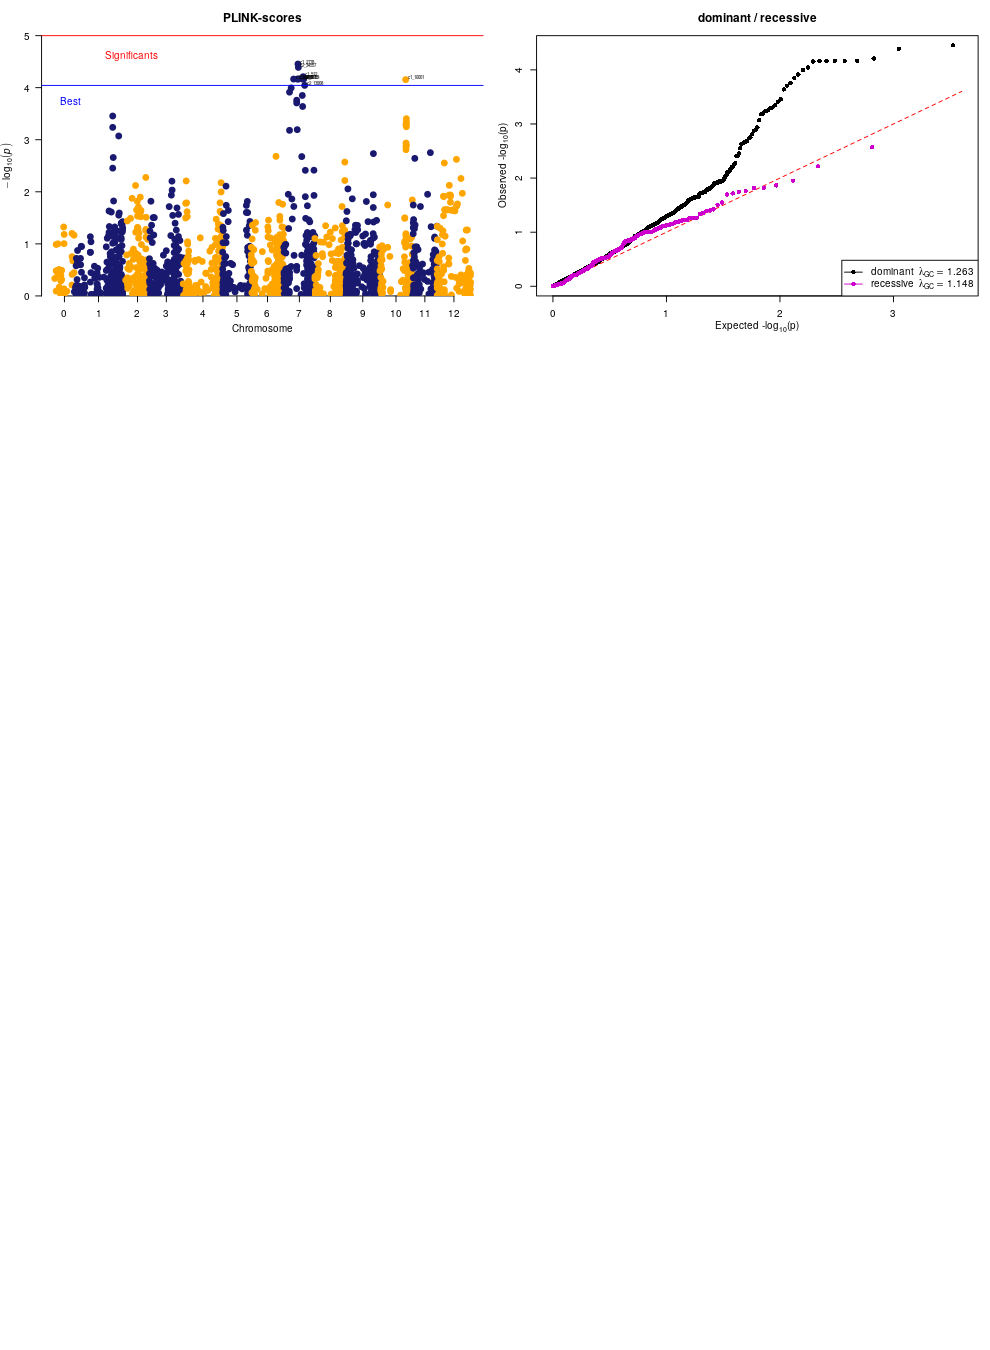 PLINK-scores
Significants
Best
c1_10001
5
4
3
2
1
0
−log10(p)
0 1 2 3 4 5 6 7 8 9 10 11 12
Chromosome
dominant / recessive
4
3
2
1
0
Observed -log10(p)
0 1 2 3
Expected -log10(p)
dominant λGC = 1.263
recessive λGC = 1.148